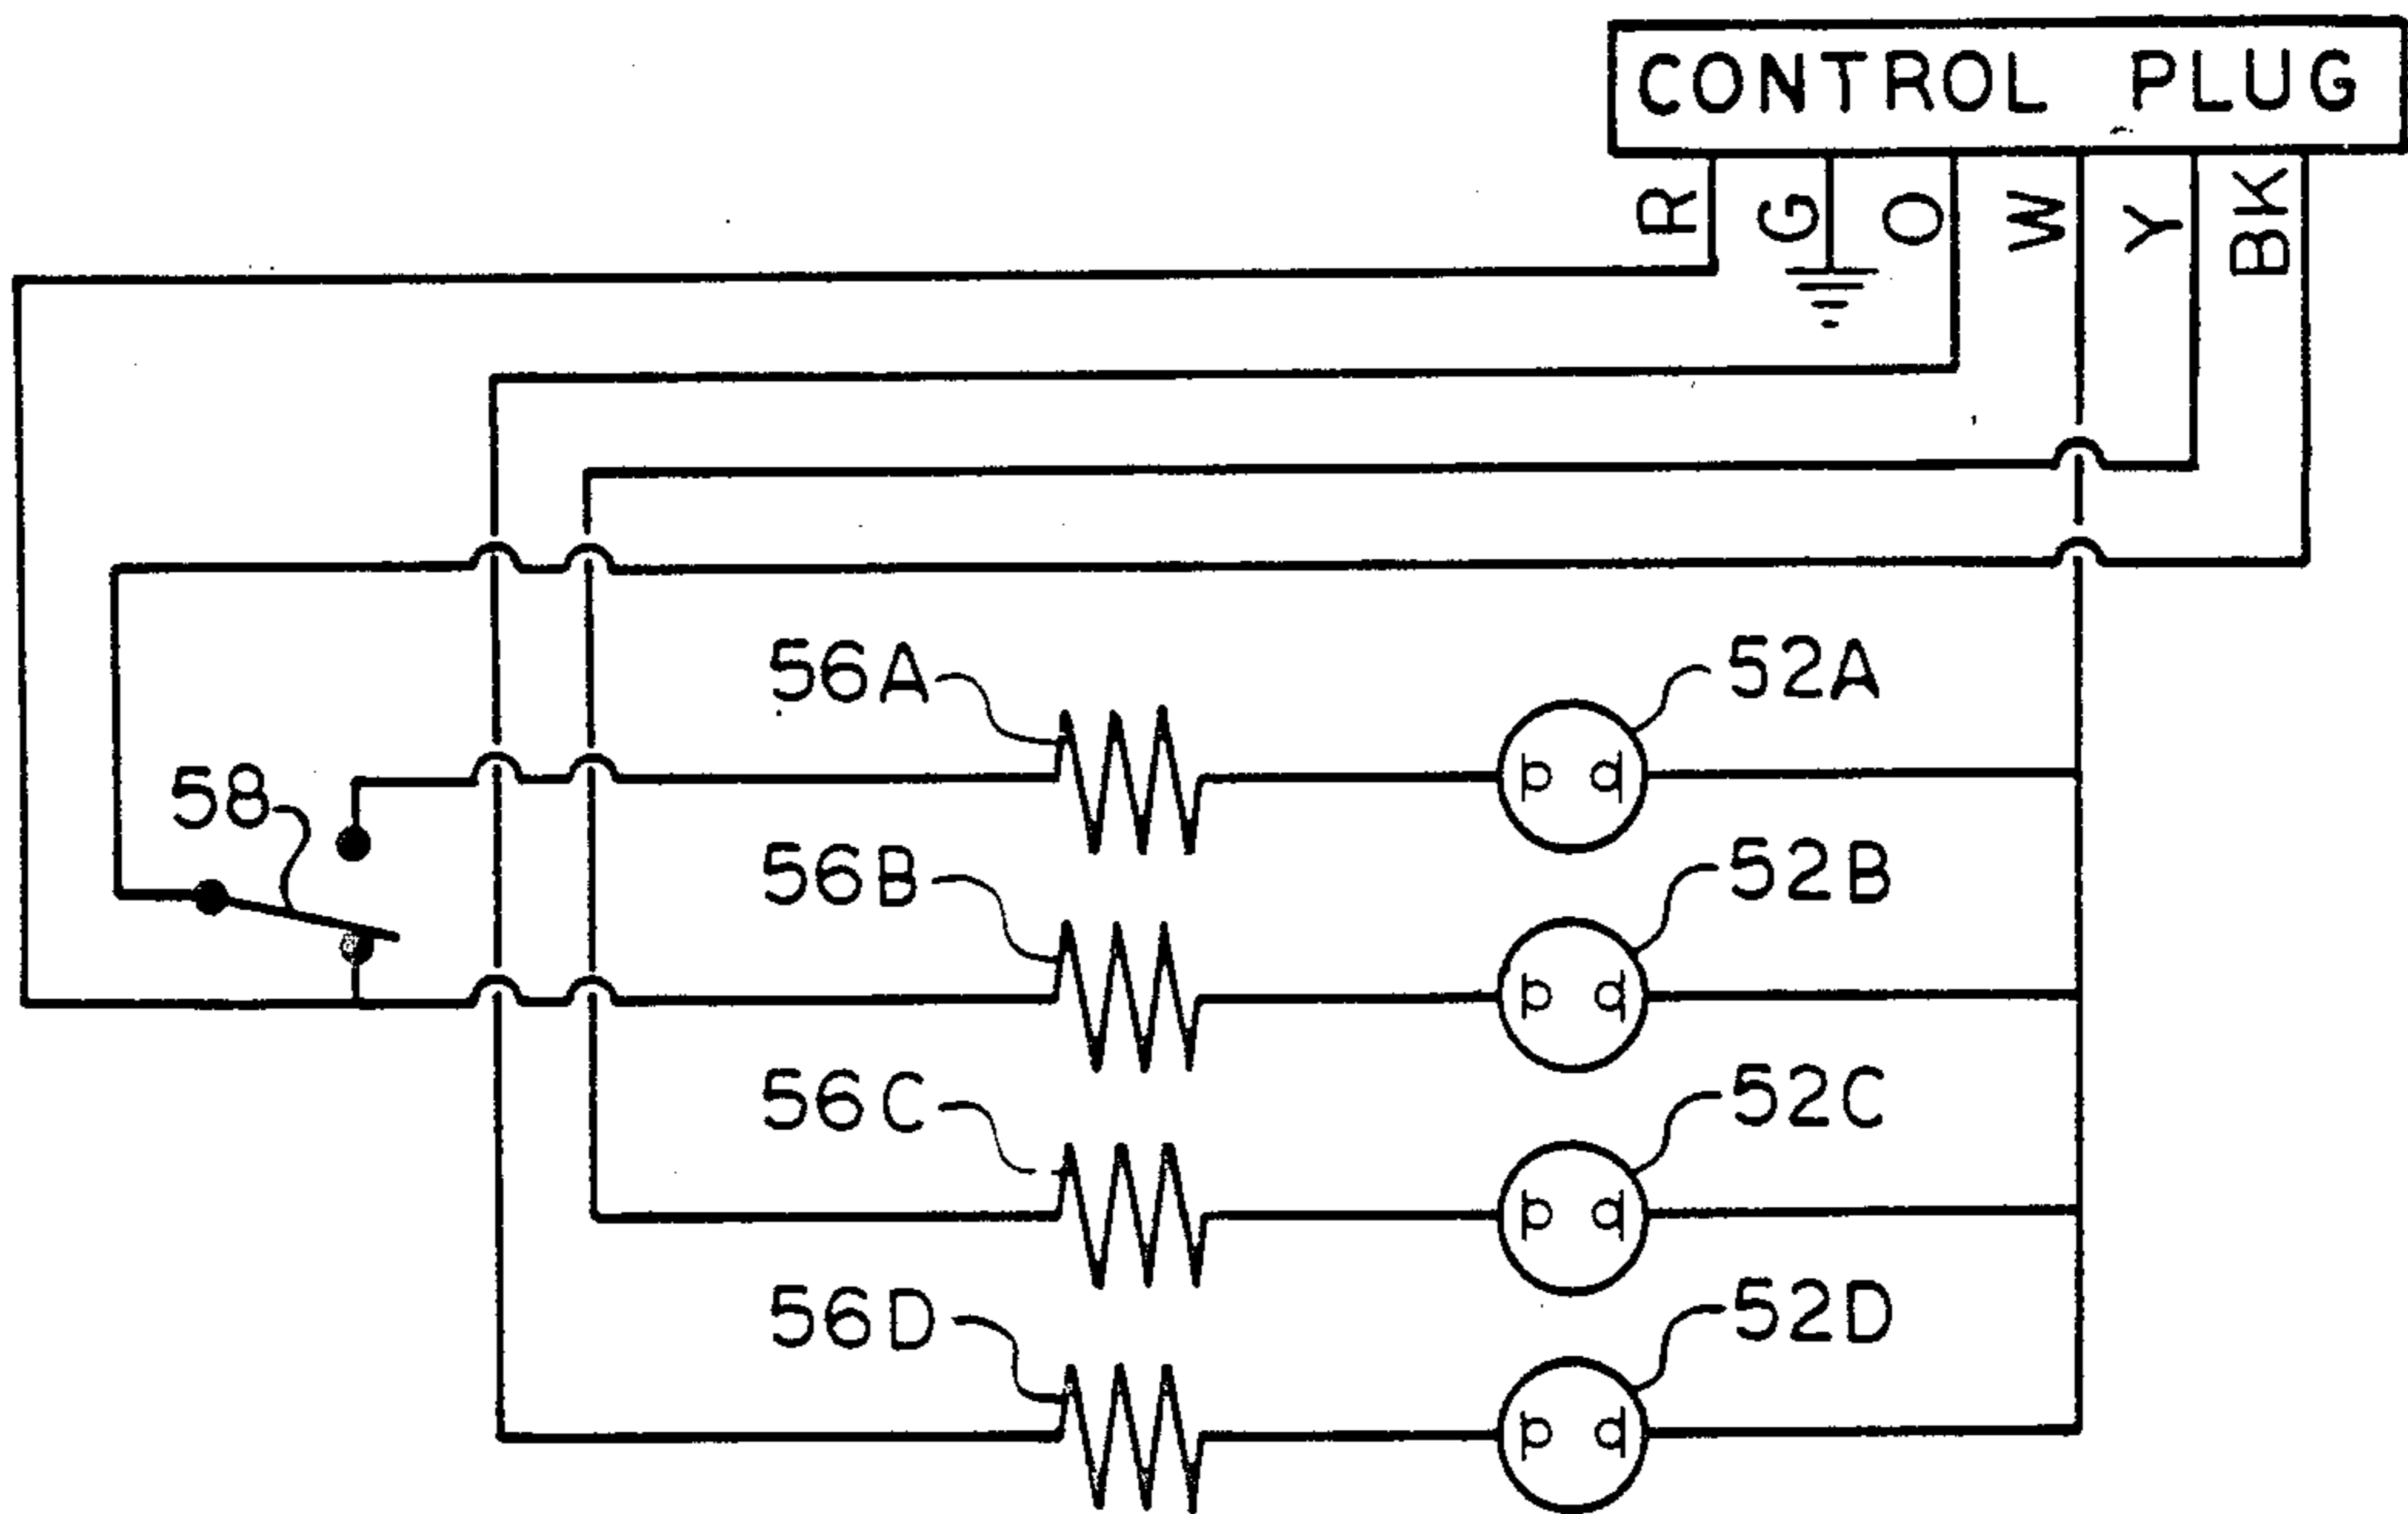 CONTROL PLUG
R G O W Y BK
56A 52A
58
56B 52B
56C 52C
56D 52D